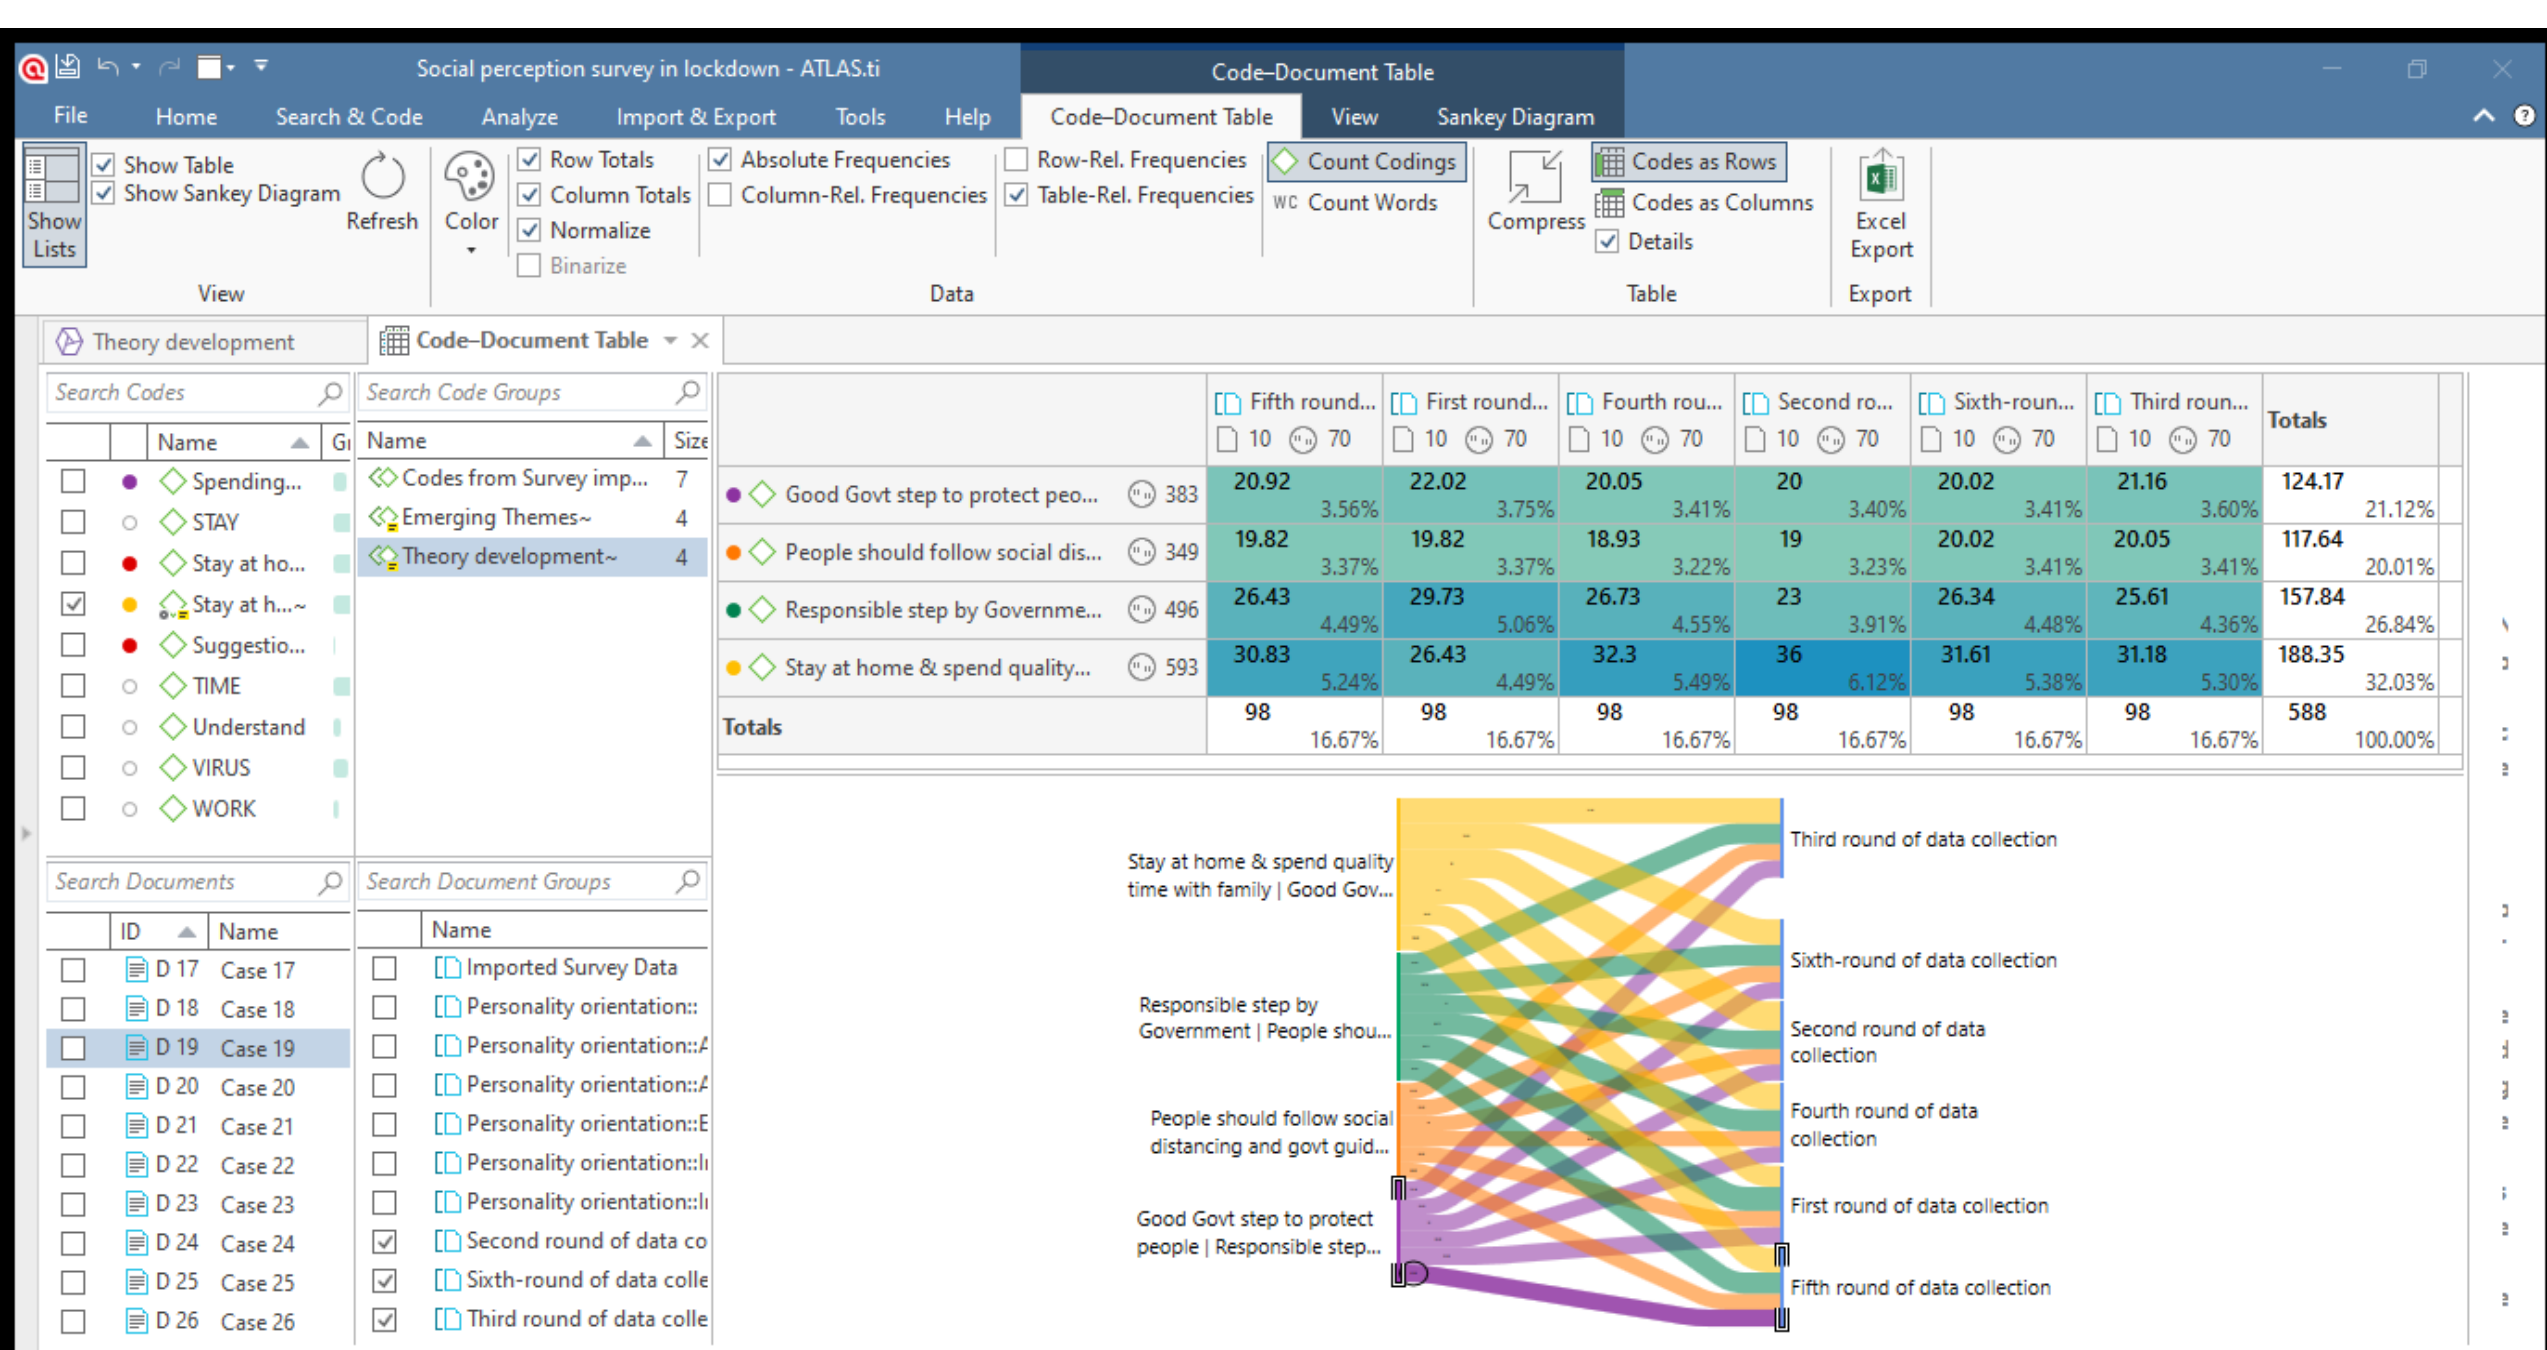 Social perception survey in lockdown - ATLAS.ti
Code–Document Table
File Home Search & Code Analyze Import & Export Tools Help Code–Document Table View Sankey Diagram
Show Lists
Show Table
Show Sankey Diagram
Refresh
Color
Row Totals
Column Totals
Normalize
Binarize
Absolute Frequencies
Column-Rel. Frequencies
Row-Rel. Frequencies
Table-Rel. Frequencies
Count Codings
WC Count Words
Compress
Codes as Rows
Codes as Columns
Details
Excel Export
View Data Table Export
Theory development
Code–Document Table
Search Codes
Name Gr
Spending...
STAY
Stay at ho...
Stay at h...~
Suggestio...
TIME
Understand
VIRUS
WORK
Search Code Groups
Name Size
Codes from Survey imp... 7
Emerging Themes~ 4
Theory development~ 4
Search Documents
ID Name
D 17 Case 17
D 18 Case 18
D 19 Case 19
D 20 Case 20
D 21 Case 21
D 22 Case 22
D 23 Case 23
D 24 Case 24
D 25 Case 25
D 26 Case 26
Search Document Groups
Name
Imported Survey Data
Personality orientation::
Personality orientation::A
Personality orientation::A
Personality orientation::E
Personality orientation::I
Personality orientation::I
Second round of data co
Sixth-round of data colle
Third round of data colle
Fifth round... First round... Fourth rou... Second ro... Sixth-roun... Third roun... Totals
10 70 10 70 10 70 10 70 10 70 10 70
Good Govt step to protect peo... 383 20.92 22.02 20.05 20 20.02 21.16 124.17
3.56% 3.75% 3.41% 3.40% 3.41% 3.60% 21.12%
People should follow social dis... 349 19.82 19.82 18.93 19 20.02 20.05 117.64
3.37% 3.37% 3.22% 3.23% 3.41% 3.41% 20.01%
Responsible step by Governme... 496 26.43 29.73 26.73 23 26.34 25.61 157.84
4.49% 5.06% 4.55% 3.91% 4.48% 4.36% 26.84%
Stay at home & spend quality... 593 30.83 26.43 32.3 36 31.61 31.18 188.35
5.24% 4.49% 5.49% 6.12% 5.38% 5.30% 32.03%
Totals 98 98 98 98 98 98 588
16.67% 16.67% 16.67% 16.67% 16.67% 16.67% 100.00%
Stay at home & spend quality
time with family | Good Gov...
Responsible step by
Government | People shou...
People should follow social
distancing and govt guid...
Good Govt step to protect
people | Responsible step...
Third round of data collection
Sixth-round of data collection
Second round of data
collection
Fourth round of data
collection
First round of data collection
Fifth round of data collection